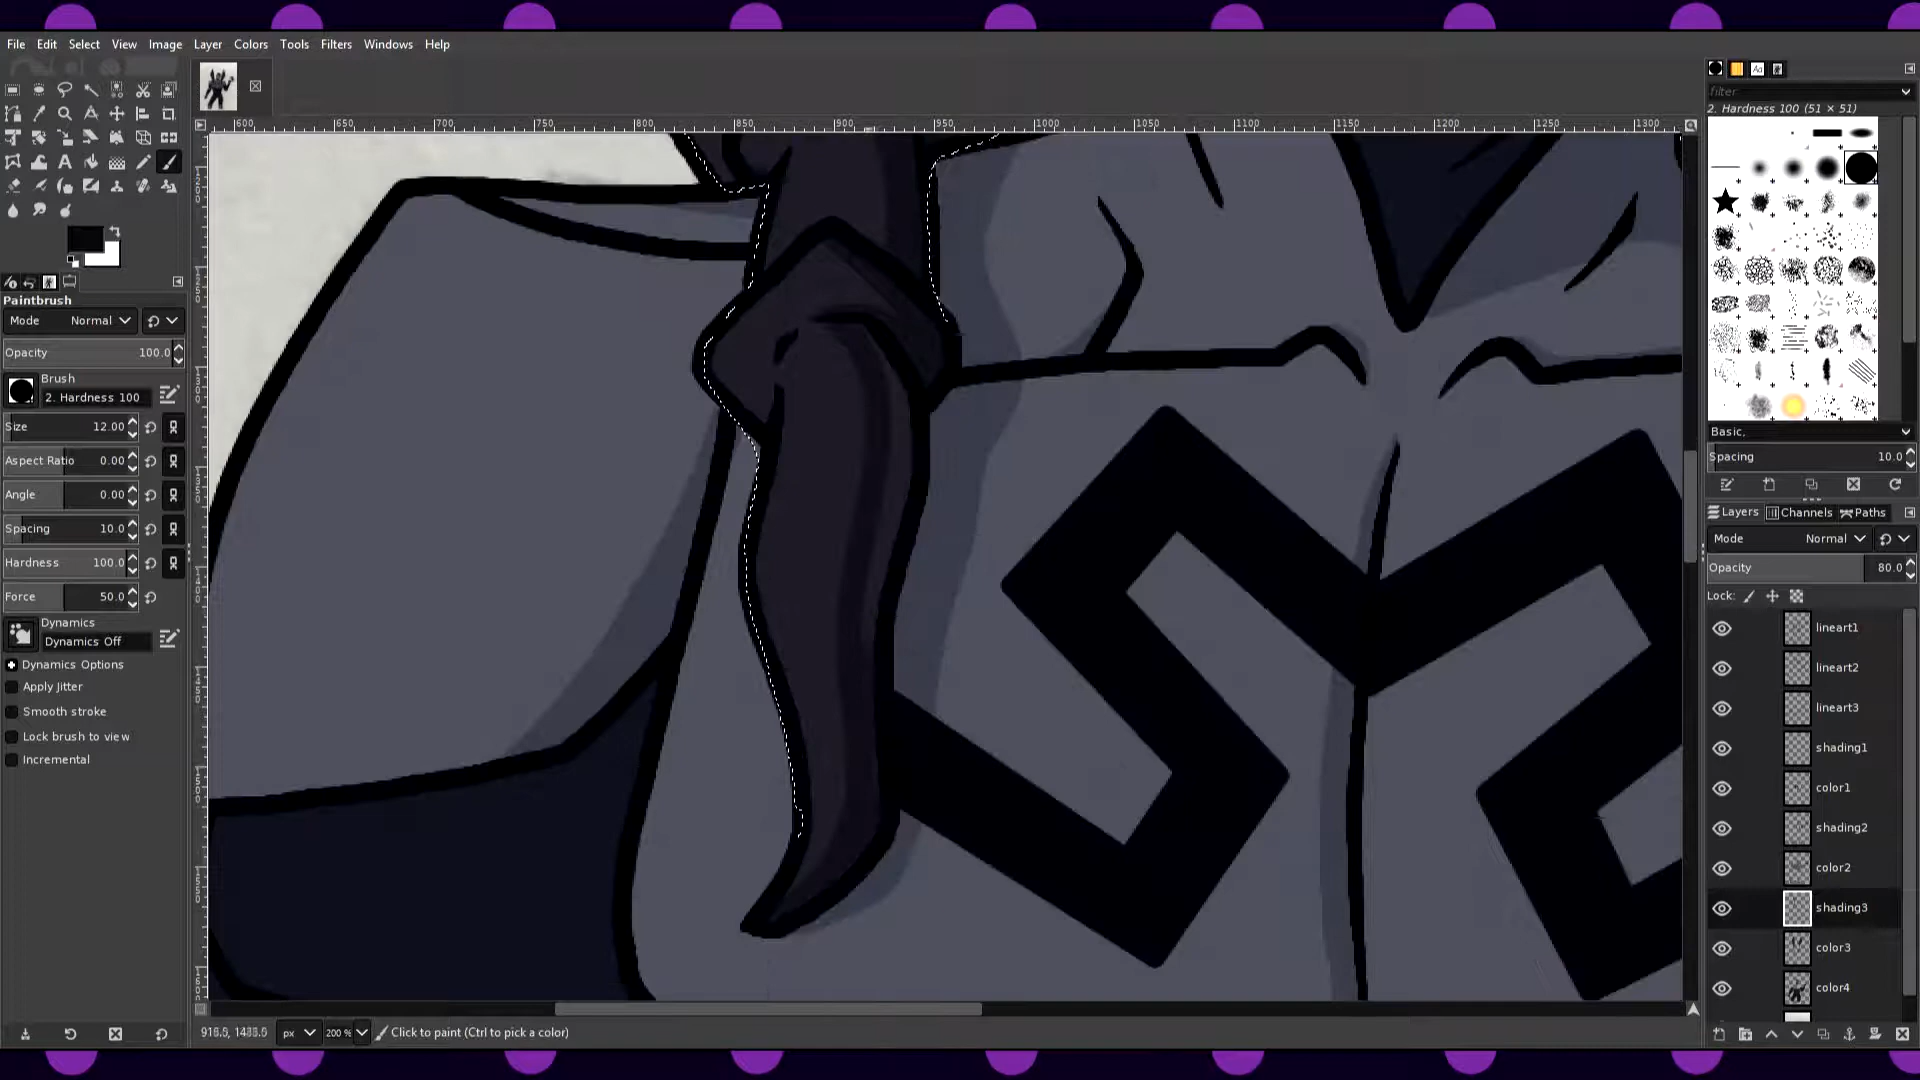 File Edit Select View Image Layer Colors Tools Filters Windows Help
Paintbrush
Mode Normal
Opacity 100.0
Brush
2. Hardness 100
Size 12.00
Aspect Ratio 0.00
Angle 0.00
Spacing 10.0
Hardness 100.0
Force 50.0
Dynamics
Dynamics Off
Dynamics Options
Apply Jitter
Smooth stroke
Lock brush to view
Incremental
600 650 700 750 800 850 900 950 1000 1050 1100 1150 1200 1250 1300
px 200 % Click to paint (Ctrl to pick a color)
filter
2. Hardness 100 (51 × 51)
Basic,
Spacing 10.0
Layers Channels Paths
Mode Normal
Opacity 80.0
Lock:
lineart1
lineart2
lineart3
shading1
color1
shading2
color2
shading3
color3
color4